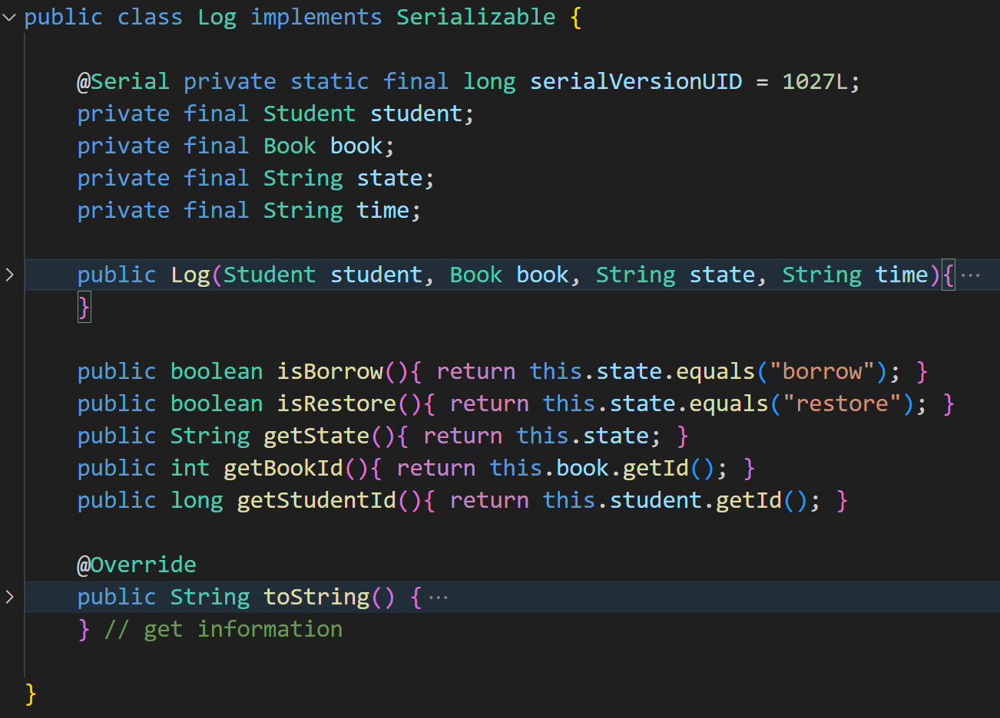 public class Log implements Serializable {
@Serial private static final long serialVersionUID = 1027L;
private final Student student;
private final Book book;
private final String state;
private final String time;
public Log(Student student, Book book, String state, String time){ ···
}
public boolean isBorrow(){ return this.state.equals("borrow"); }
public boolean isRestore(){ return this.state.equals("restore"); }
public String getState(){ return this.state; }
public int getBookId(){ return this.book.getId(); }
public long getStudentId(){ return this.student.getId(); }
@Override
public String toString() { ···
} // get information
}